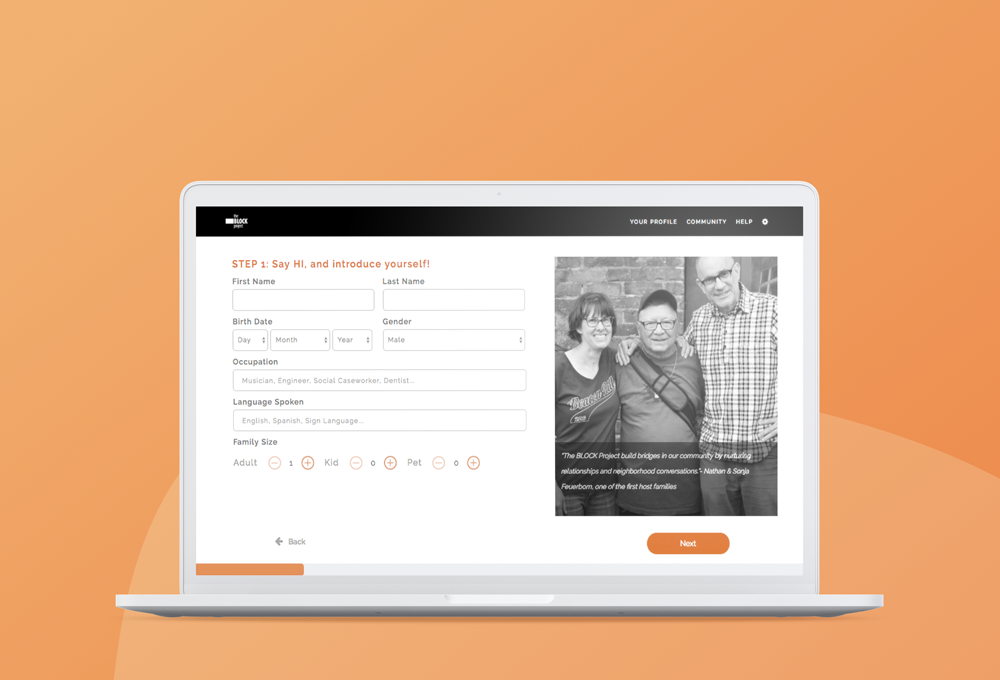 the
BLOCK
project
YOUR PROFILE COMMUNITY HELP
STEP 1: Say HI, and introduce yourself!
First Name Last Name
Birth Date Gender
Day Month Year Male
Occupation
Musician, Engineer, Social Caseworker, Dentist...
Language Spoken
English, Spanish, Sign Language...
Family Size
Adult 1 Kid 0 Pet 0
"The BLOCK Project build bridges in our community by nurturing
relationships and neighborhood conversations."- Nathan & Sonja
Feuerborn, one of the first host families
Back Next